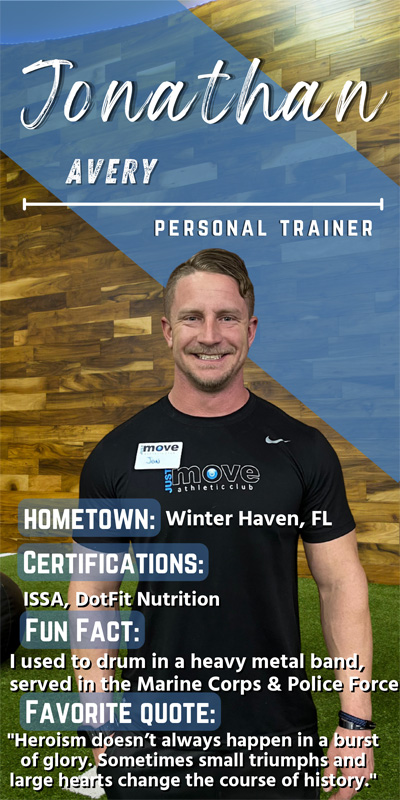 Jonathan
AVERY
PERSONAL TRAINER
move
Jon
JUST move
athletic club
HOMETOWN: Winter Haven, FL
CERTIFICATIONS:
ISSA, DotFit Nutrition
FUN FACT:
I used to drum in a heavy metal band,
served in the Marine Corps & Police Force
FAVORITE QUOTE:
"Heroism doesn't always happen in a burst
of glory. Sometimes small triumphs and
large hearts change the course of history."